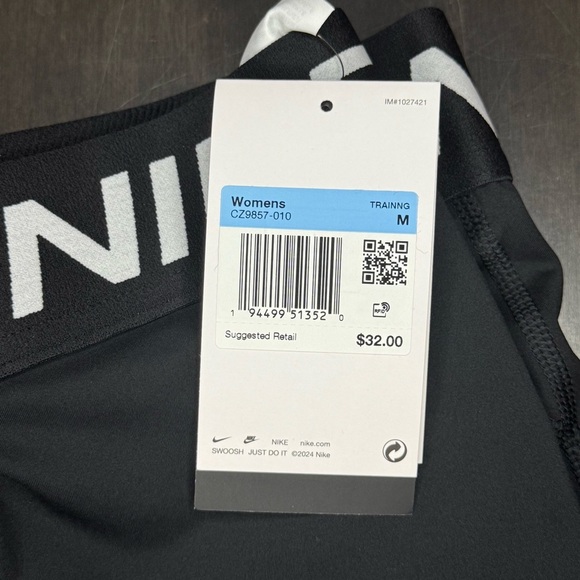 IM#1027421
Womens TRAINNG
CZ9857-010 M
1 94499 51352 0
RFID
Suggested Retail $32.00
NIKE nike.com
SWOOSH JUST DO IT ©2024 Nike
NI